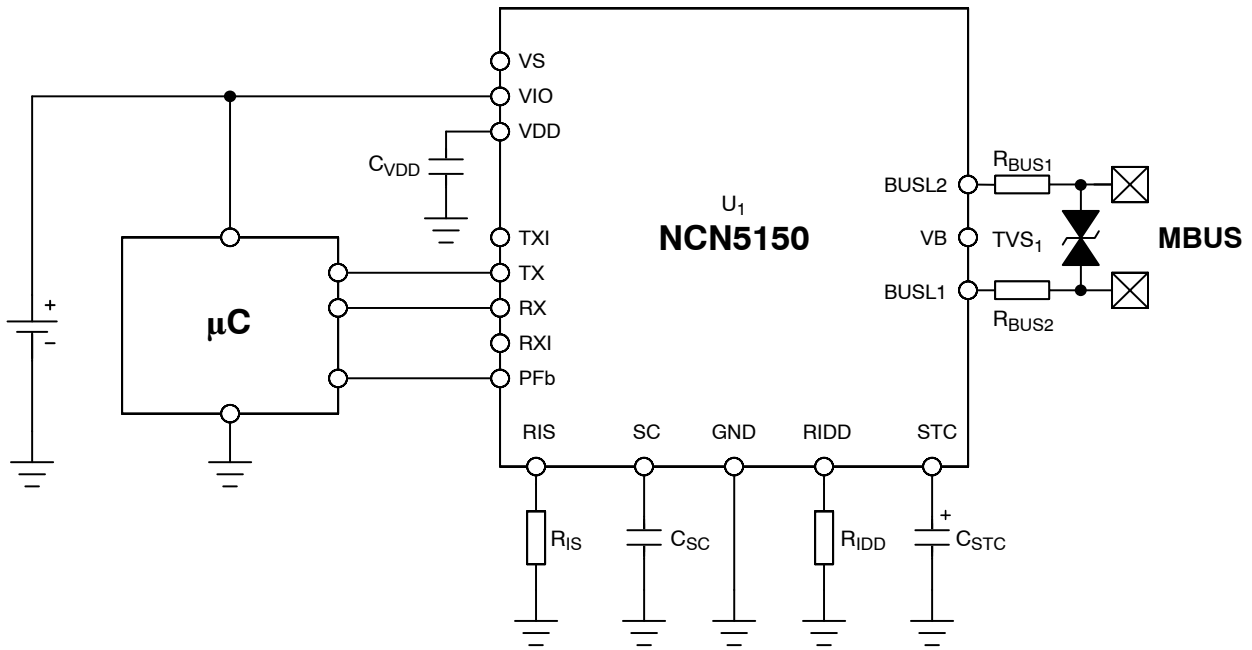 VS
VIO
VDD
CVDD
TXI
TX
RX
RXI
PFb
+
−
μC
U1
NCN5150
BUSL2
VB
BUSL1
RBUS1
TVS1
RBUS2
MBUS
RIS
SC
GND
RIDD
STC
RIS
CSC
RIDD
+
CSTC